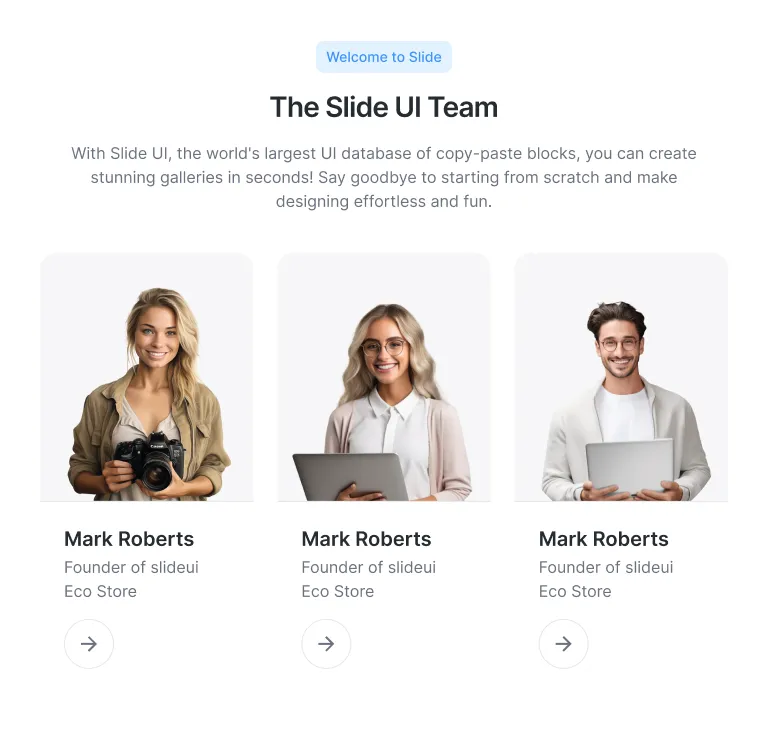 Welcome to Slide
The Slide UI Team
With Slide UI, the world's largest UI database of copy-paste blocks, you can create
stunning galleries in seconds! Say goodbye to starting from scratch and make
designing effortless and fun.
Mark Roberts
Founder of slideui
Eco Store
Mark Roberts
Founder of slideui
Eco Store
Mark Roberts
Founder of slideui
Eco Store